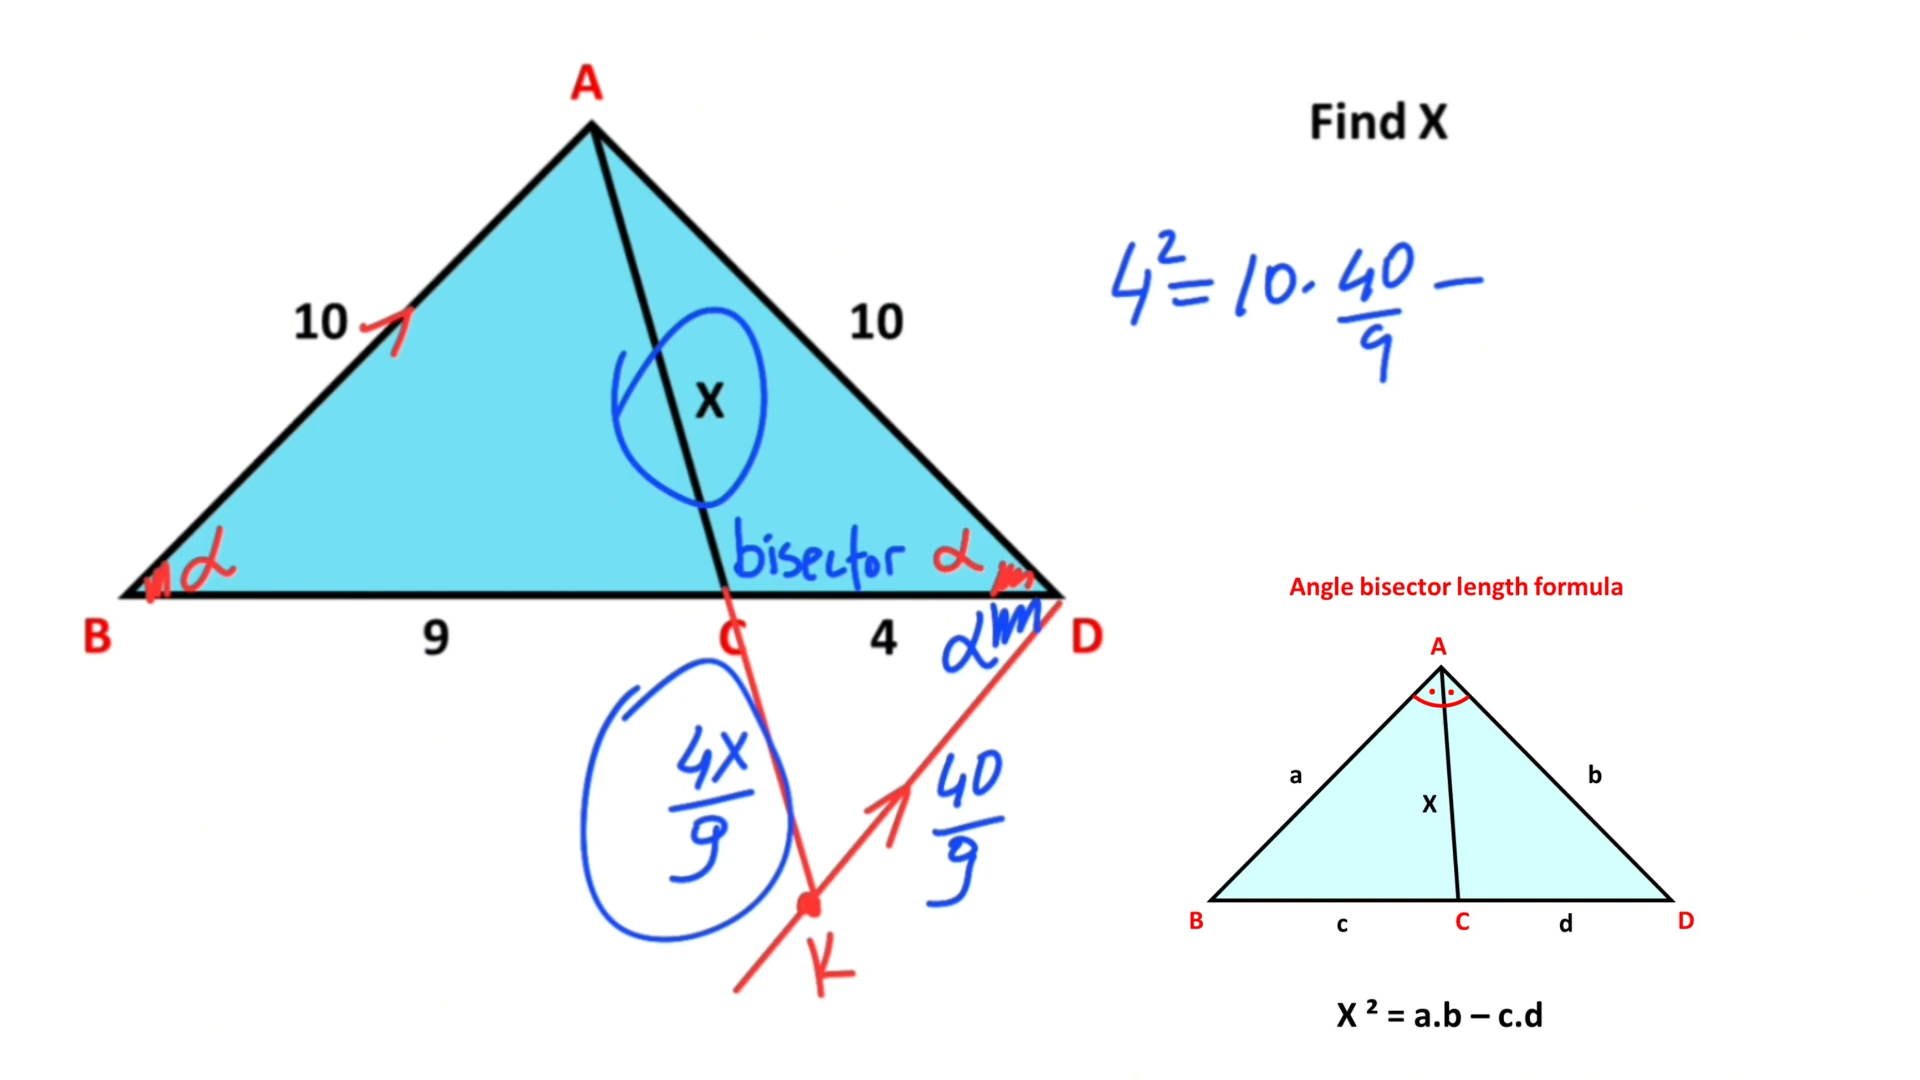 A
Find X
4² = 10 · 40/9 −
10
10
X
α
bisector
α
B
9
C
4
α
D
4x/9
40/9
K
Angle bisector length formula
A
a
b
X
B
c
C
d
D
X ² = a.b – c.d